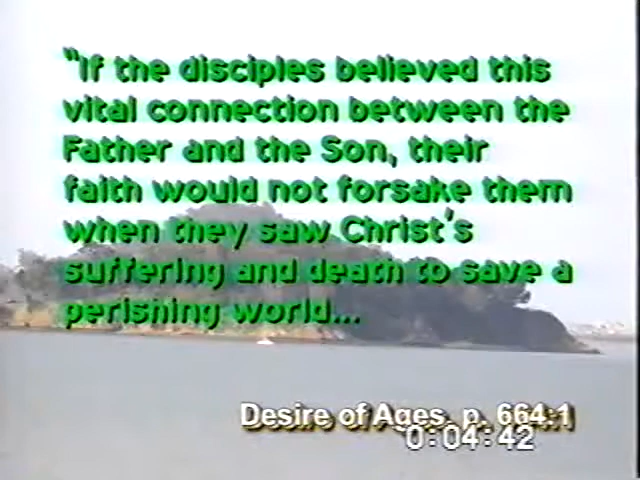 "If the disciples believed this
vital connection between the
Father and the Son, their
faith would not forsake them
when they saw Christ's
suffering and death to save a
perishing world...
Desire of Ages, p. 664:1
0:04:42